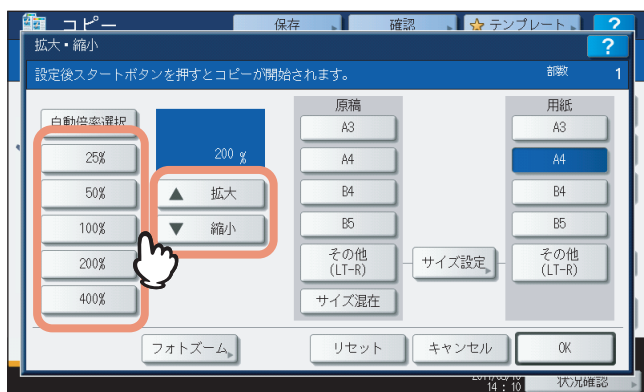 コピー
保存
確認
テンプレート
?
拡大・縮小
?
設定後スタートボタンを押すとコピーが開始されます。
部数
1
自動倍率選択
25%
50%
100%
200%
400%
200 %
▲ 拡大
▼ 縮小
原稿
A3
A4
B4
B5
その他
(LT-R)
サイズ混在
サイズ設定
用紙
A3
A4
B4
B5
その他
(LT-R)
フォトズーム
リセット
キャンセル
OK
14 : 10
状況確認